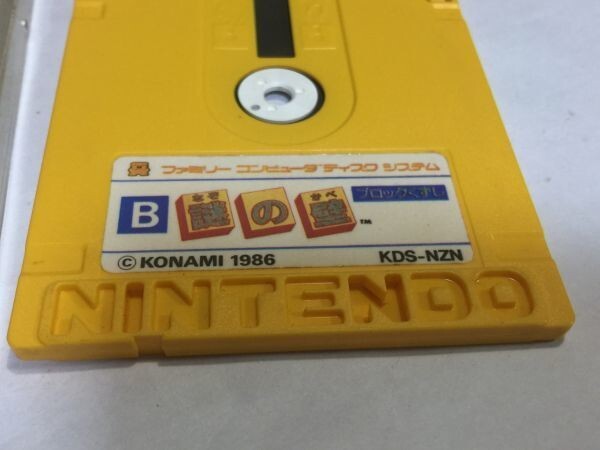 ファミリー コンピュータ ディスク システム
B 謎の壁 ブロックくずし
なぞ かべ ™
© KONAMI 1986 KDS-NZN
NINTENDO